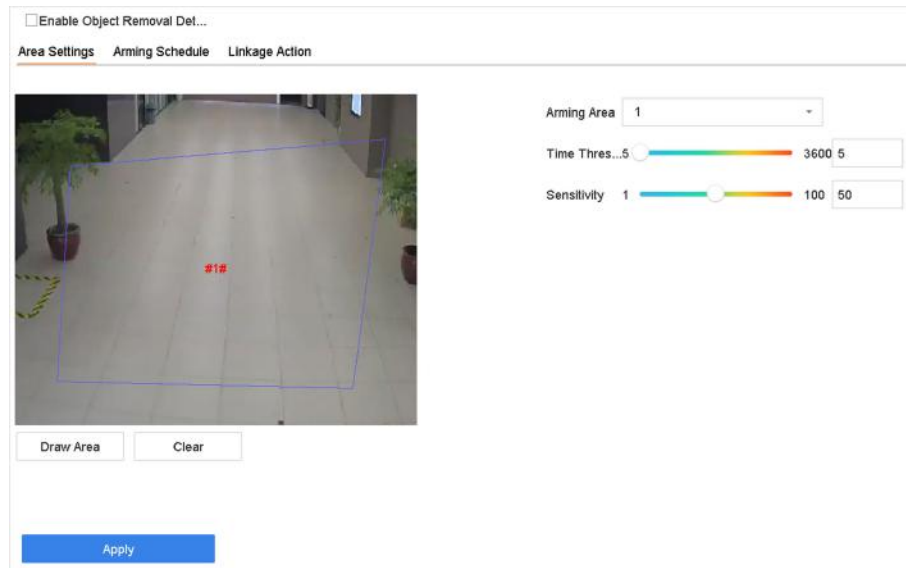 Enable Object Removal Det...
Area Settings Arming Schedule Linkage Action
Arming Area 1
Time Thres...5 3600 5
Sensitivity 1 100 50
#1#
Draw Area Clear
Apply